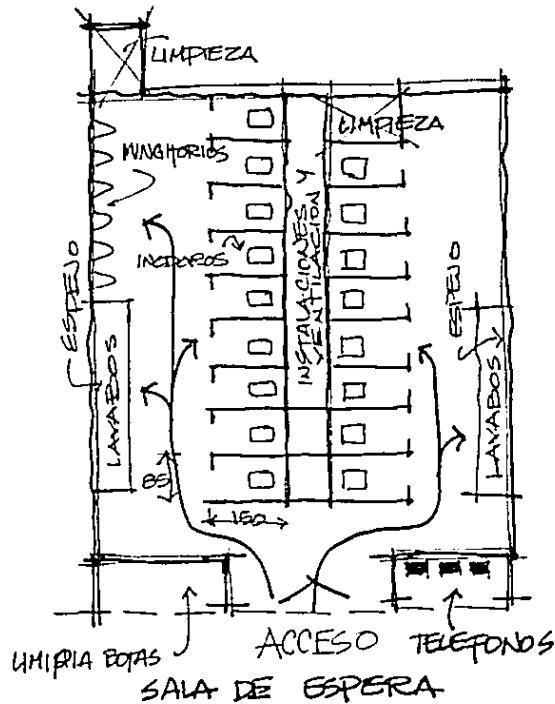 LIMPIEZA
LIMPIEZA
MINGITORIOS
INSTALACIONES Y
VENTILACION
INODOROS
ESPEJO
ESPEJO
LAVABOS
LAVABOS
85
150
LIMPIA BOTAS
ACCESO
TELEFONOS
SALA DE ESPERA